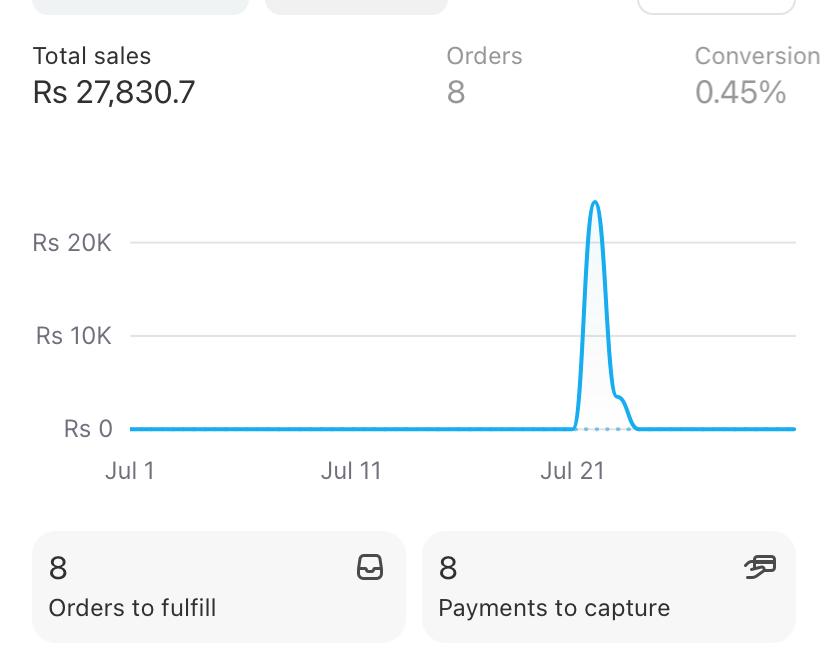 Total sales
Orders
Conversion
Rs 27,830.7
8
0.45%
Rs 20K
Rs 10K
Rs 0
Jul 1
Jul 11
Jul 21
8
8
Orders to fulfill
Payments to capture